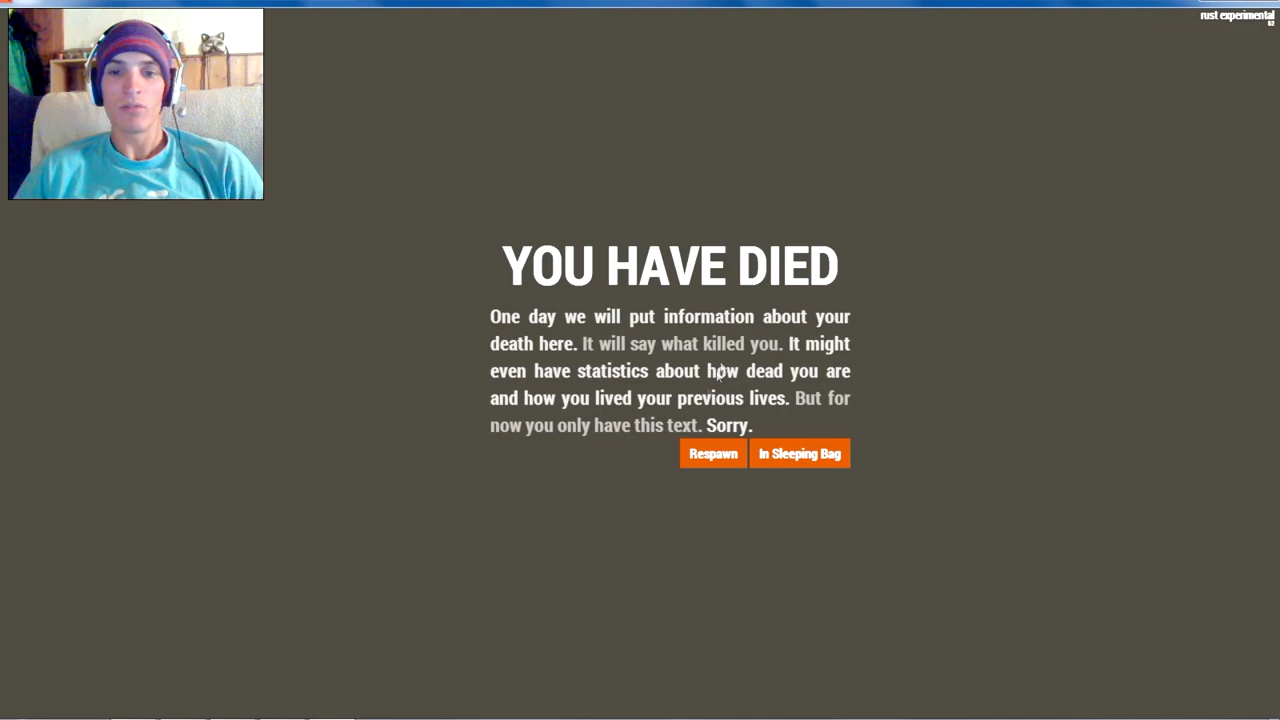 rust experimental
62
YOU HAVE DIED
One day we will put information about your
death here. It will say what killed you. It might
even have statistics about how dead you are
and how you lived your previous lives. But for
now you only have this text. Sorry.
Respawn In Sleeping Bag